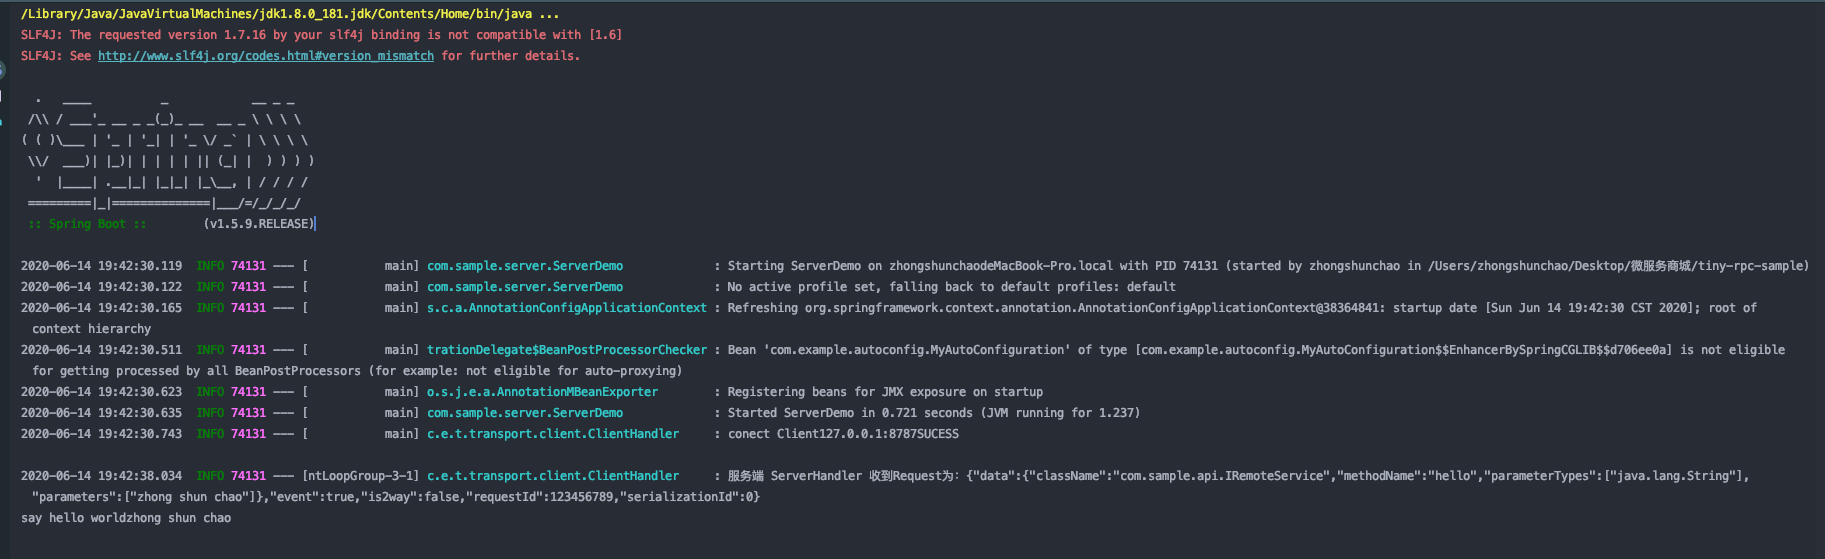 /Library/Java/JavaVirtualMachines/jdk1.8.0_181.jdk/Contents/Home/bin/java ...
SLF4J: The requested version 1.7.16 by your slf4j binding is not compatible with [1.6]
SLF4J: See http://www.slf4j.org/codes.html#version_mismatch for further details.

  .   ____          _            __ _ _
 /\\ / ___'_ __ _ _(_)_ __  __ _ \ \ \ \
( ( )\___ | '_ | '_| | '_ \/ _` | \ \ \ \
 \\/  ___)| |_)| | | | | || (_| |  ) ) ) )
  '  |____| .__|_| |_|_| |_\__, | / / / /
 =========|_|==============|___/=/_/_/_/
 :: Spring Boot ::        (v1.5.9.RELEASE)

2020-06-14 19:42:30.119  INFO 74131 --- [           main] com.sample.server.ServerDemo             : Starting ServerDemo on zhongshunchaodeMacBook-Pro.local with PID 74131 (started by zhongshunchao in /Users/zhongshunchao/Desktop/微服务商城/tiny-rpc-sample)
2020-06-14 19:42:30.122  INFO 74131 --- [           main] com.sample.server.ServerDemo             : No active profile set, falling back to default profiles: default
2020-06-14 19:42:30.165  INFO 74131 --- [           main] s.c.a.AnnotationConfigApplicationContext : Refreshing org.springframework.context.annotation.AnnotationConfigApplicationContext@38364841: startup date [Sun Jun 14 19:42:30 CST 2020]; root of
context hierarchy
2020-06-14 19:42:30.511  INFO 74131 --- [           main] trationDelegate$BeanPostProcessorChecker : Bean 'com.example.autoconfig.MyAutoConfiguration' of type [com.example.autoconfig.MyAutoConfiguration$$EnhancerBySpringCGLIB$$d706ee0a] is not eligible
for getting processed by all BeanPostProcessors (for example: not eligible for auto-proxying)
2020-06-14 19:42:30.623  INFO 74131 --- [           main] o.s.j.e.a.AnnotationMBeanExporter        : Registering beans for JMX exposure on startup
2020-06-14 19:42:30.635  INFO 74131 --- [           main] com.sample.server.ServerDemo             : Started ServerDemo in 0.721 seconds (JVM running for 1.237)
2020-06-14 19:42:30.743  INFO 74131 --- [           main] c.e.t.transport.client.ClientHandler     : conect Client127.0.0.1:8787SUCESS

2020-06-14 19:42:38.034  INFO 74131 --- [ntLoopGroup-3-1] c.e.t.transport.client.ClientHandler     : 服务端 ServerHandler 收到Request为: {"data":{"className":"com.sample.api.IRemoteService","methodName":"hello","parameterTypes":["java.lang.String"],
"parameters":["zhong shun chao"]},"event":true,"is2way":false,"requestId":123456789,"serializationId":0}
say hello worldzhong shun chao